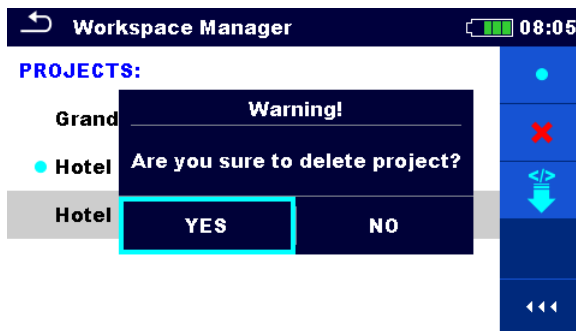 Workspace Manager 08:05
PROJECTS:
Grand
Hotel
Hotel
Warning!
Are you sure to delete project?
YES NO